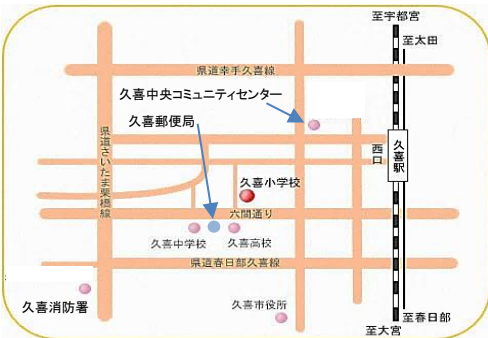 至宇都宮
至太田
県道幸手久喜線
久喜中央コミュニティセンター
久喜郵便局
県道さいたま栗橋線
西口
久喜駅
久喜小学校
六間通り
久喜中学校
久喜高校
県道春日部久喜線
久喜消防署
久喜市役所
至春日部
至大宮